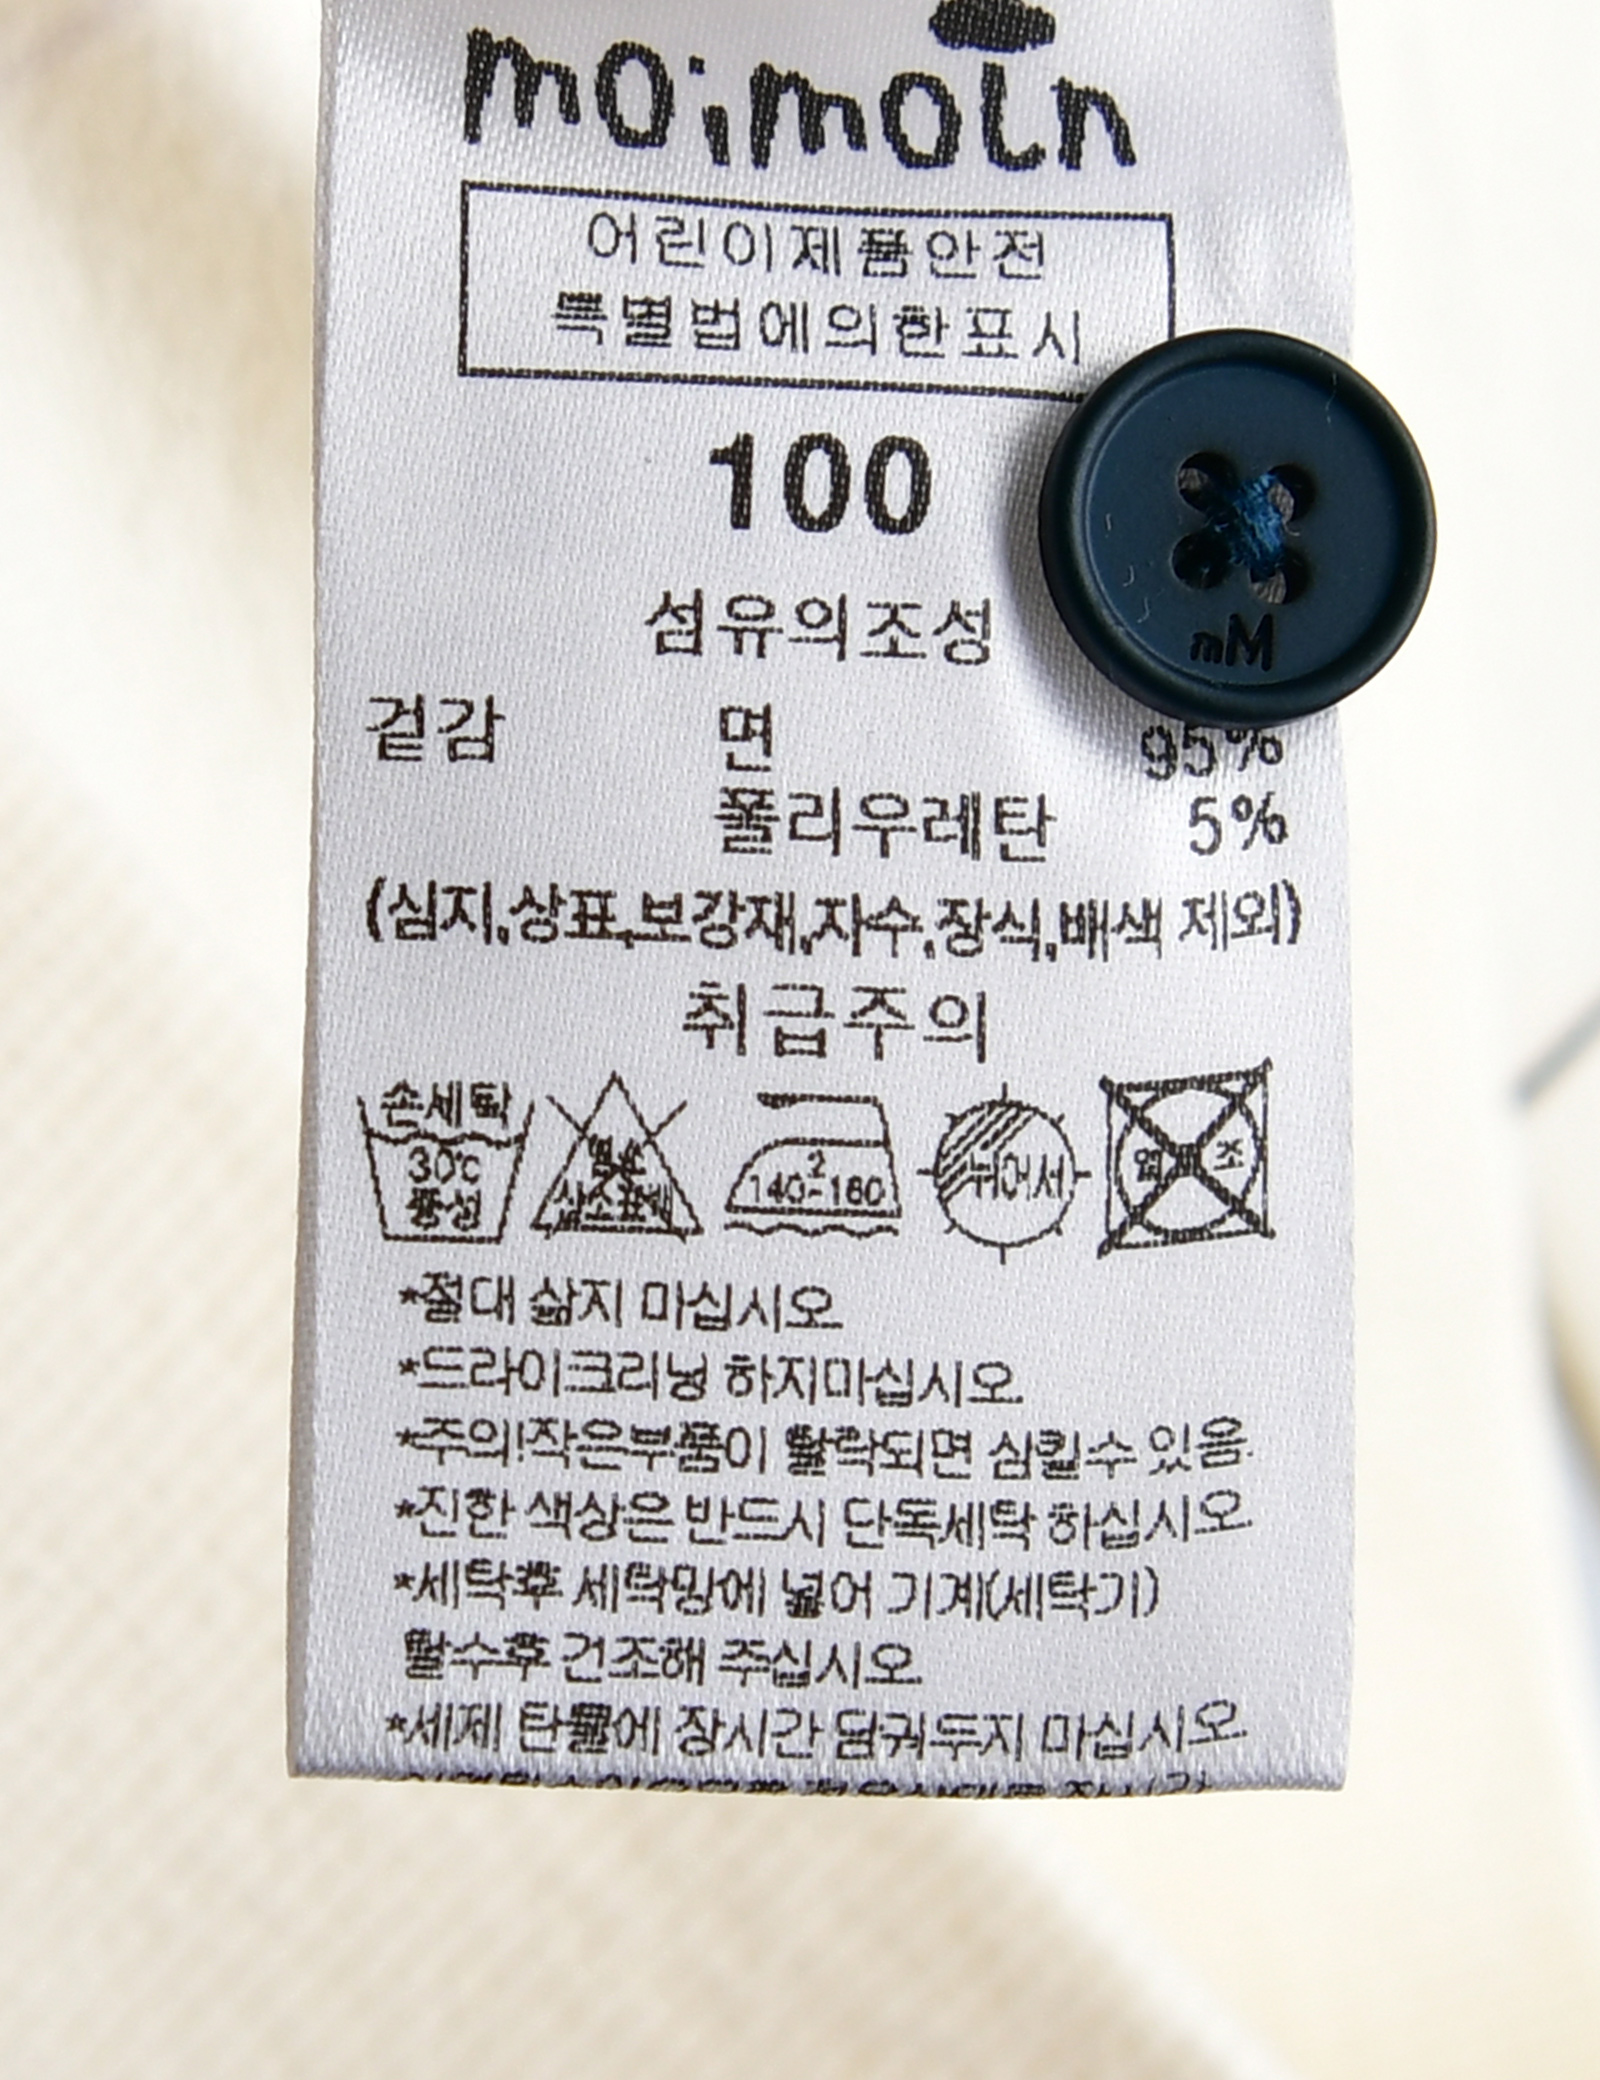 moimoln
어린이제품안전
특별법에의한표시
100
mM
섬유의조성
겉감 면 95%
폴리우레탄 5%
(심지,상표,보강재,자수,장식,배색 제외)
취급주의
손세탁
30℃
중성
염소
산소표백
2
140-160
뉘어서
조
*절대 삶지 마십시오
*드라이크리닝 하지마십시오.
*주의!작은부품이 탈락되면 삼킬수 있음.
*진한 색상은 반드시 단독세탁 하십시오.
*세탁후 세탁망에 넣어 기계(세탁기)
탈수후 건조해 주십시오.
*세제 탄물에 장시간 담궈두지 마십시오.